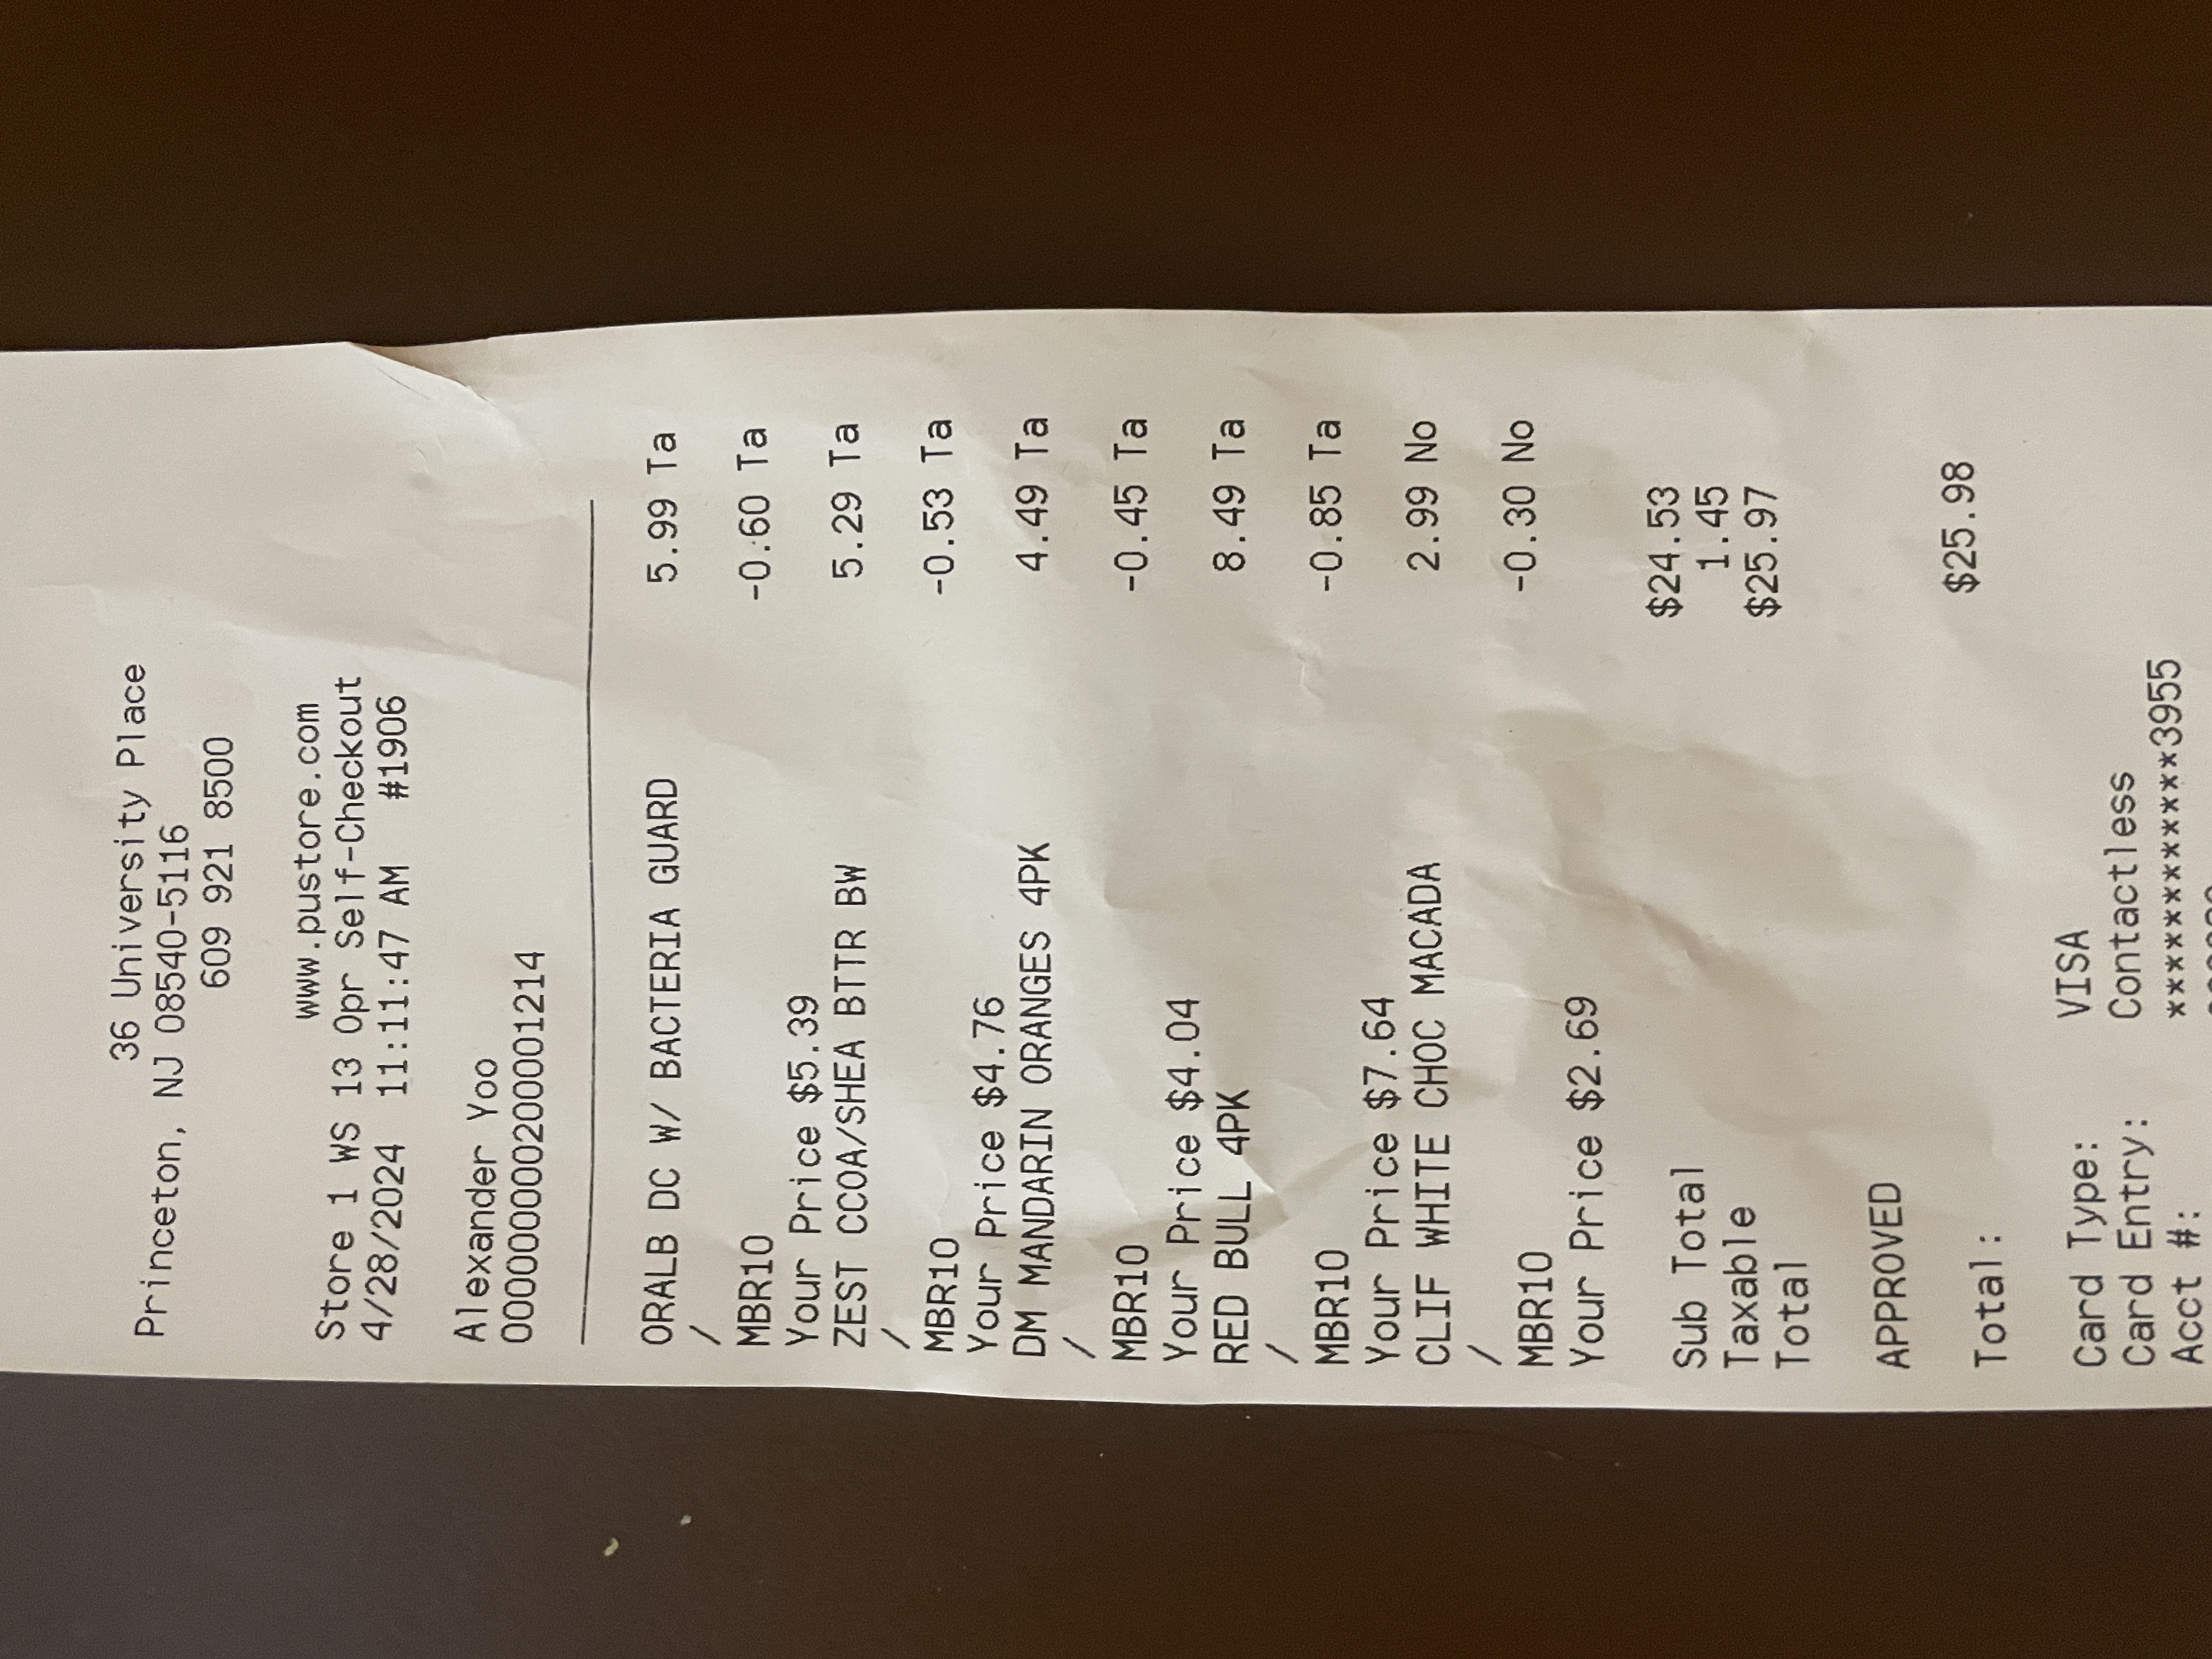 36 University Place
Princeton, NJ 08540-5116
609 921 8500
www.pustore.com
Store 1 WS 13 Opr Self-Checkout
4/28/2024 11:11:47 AM #1906
Alexander Yoo
000000000200001214
ORALB DC W/ BACTERIA GUARD 5.99 Ta
/
MBR10 -0.60 Ta
Your Price $5.39
ZEST CCOA/SHEA BTTR BW 5.29 Ta
/
MBR10 -0.53 Ta
Your Price $4.76
DM MANDARIN ORANGES 4PK 4.49 Ta
/
MBR10 -0.45 Ta
Your Price $4.04
RED BULL 4PK 8.49 Ta
/
MBR10 -0.85 Ta
Your Price $7.64
CLIF WHITE CHOC MACADA 2.99 No
/
MBR10 -0.30 No
Your Price $2.69
Sub Total $24.53
Taxable 1.45
Total $25.97
APPROVED
Total: $25.98
Card Type: VISA
Card Entry: Contactless
Acct #: ************3955